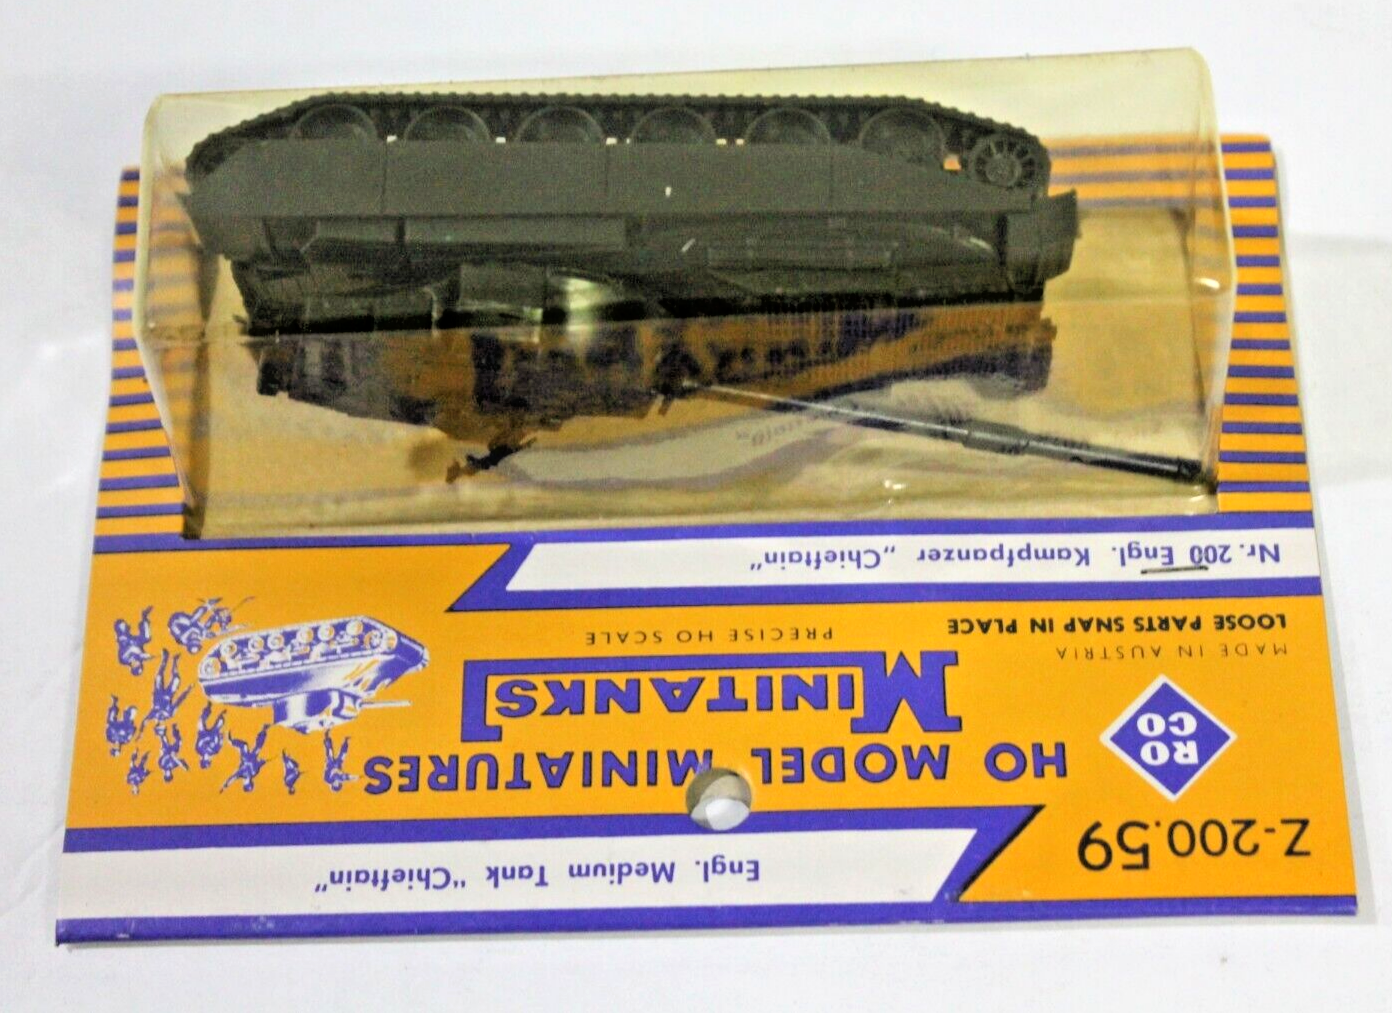 Engl. Medium Tank "Chieftain"
Z-200.59
HO MODEL MINIATURES
RO
CO
MINITANKS
MADE IN AUSTRIA
PRECISE HO SCALE
LOOSE PARTS SNAP IN PLACE
Nr. 200 Engl. Kampfpanzer „Chieftain"